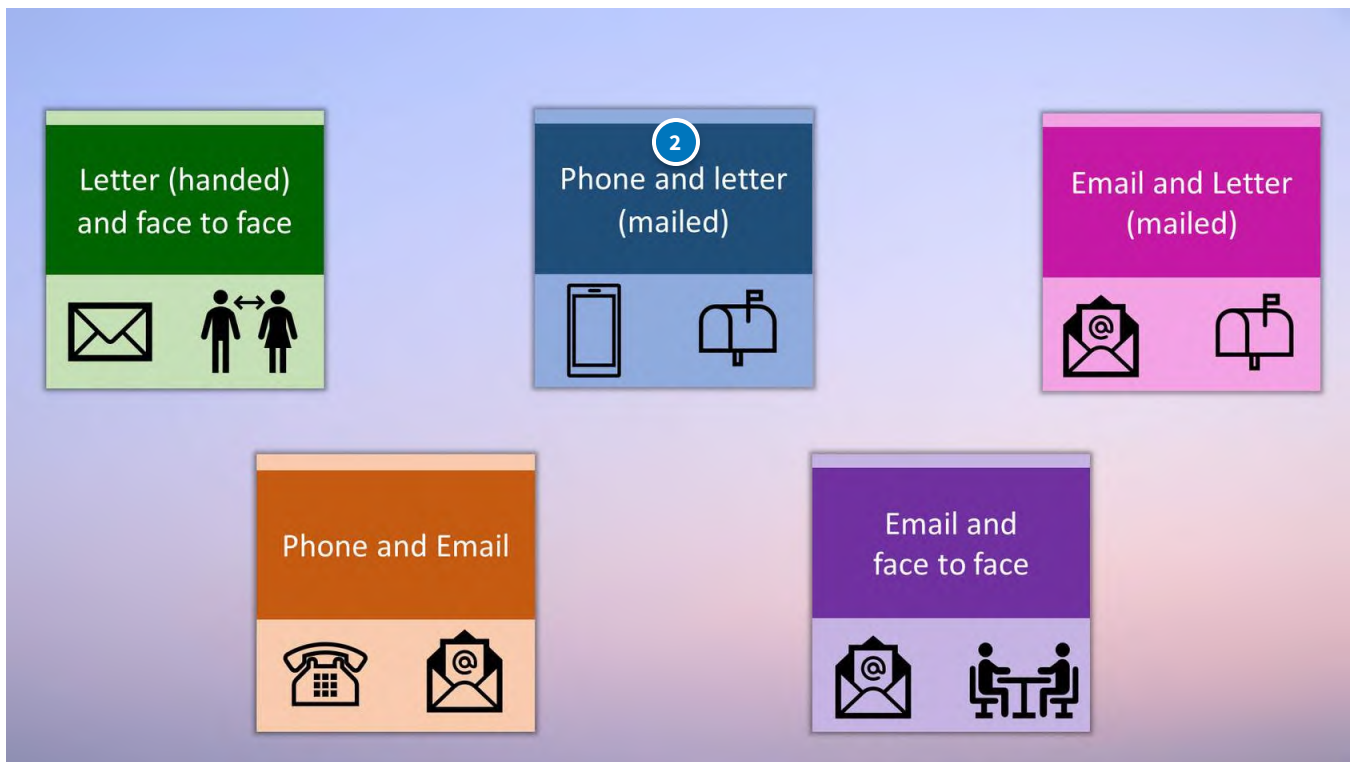 Letter (handed)
and face to face
2
Phone and letter
(mailed)
Email and Letter
(mailed)
@
Phone and Email
@
Email and
face to face
@